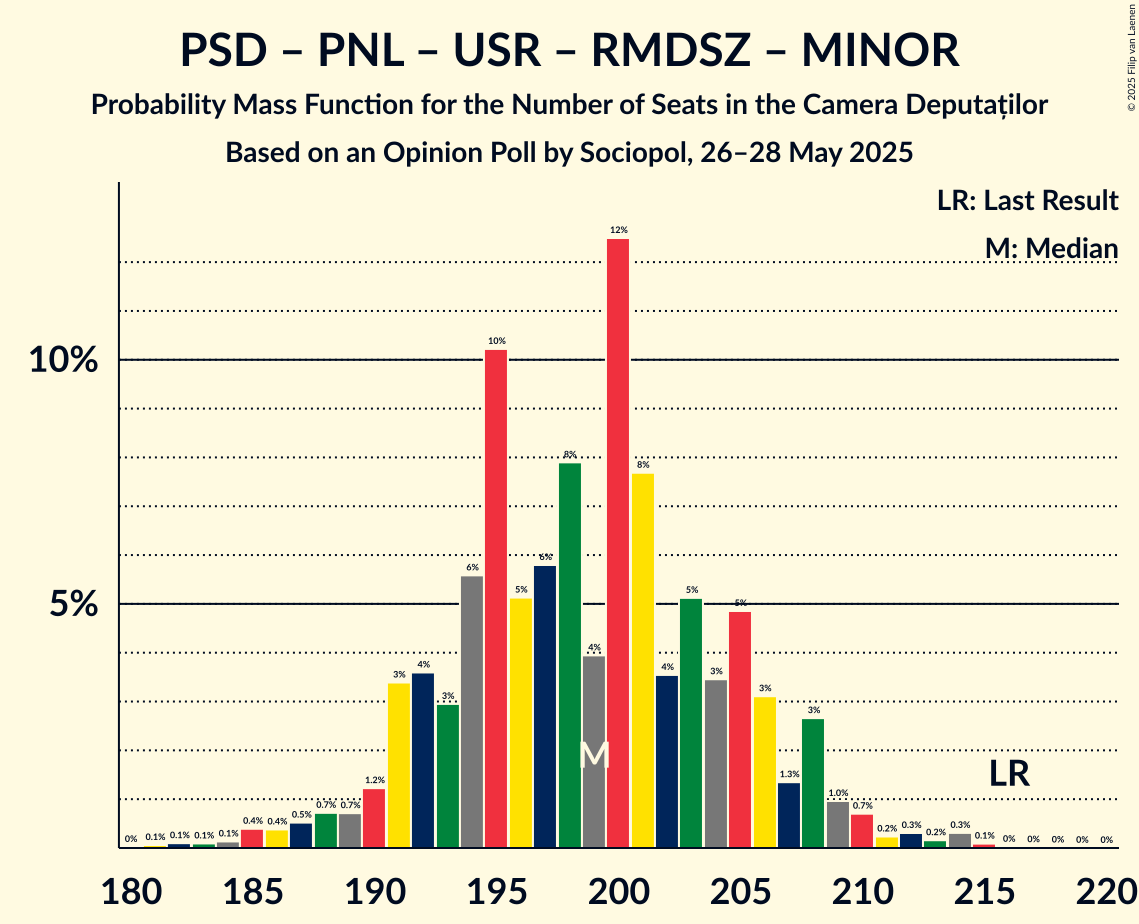 PSD – PNL – USR – RMDSZ – MINOR
Probability Mass Function for the Number of Seats in the Camera Deputaților
Based on an Opinion Poll by Sociopol, 26–28 May 2025
© 2025 Filip van Laenen
LR: Last Result
M: Median
10%
5%
0% 0.1% 0.1% 0.1% 0.1% 0.4% 0.4% 0.5% 0.7% 0.7% 1.2% 3% 4% 3% 6% 10% 5% 6% 8% 4% 12% 8% 4% 5% 3% 5% 3% 1.3% 3% 1.0% 0.7% 0.2% 0.3% 0.2% 0.3% 0.1% 0% 0% 0% 0% 0%
M
LR
180 185 190 195 200 205 210 215 220